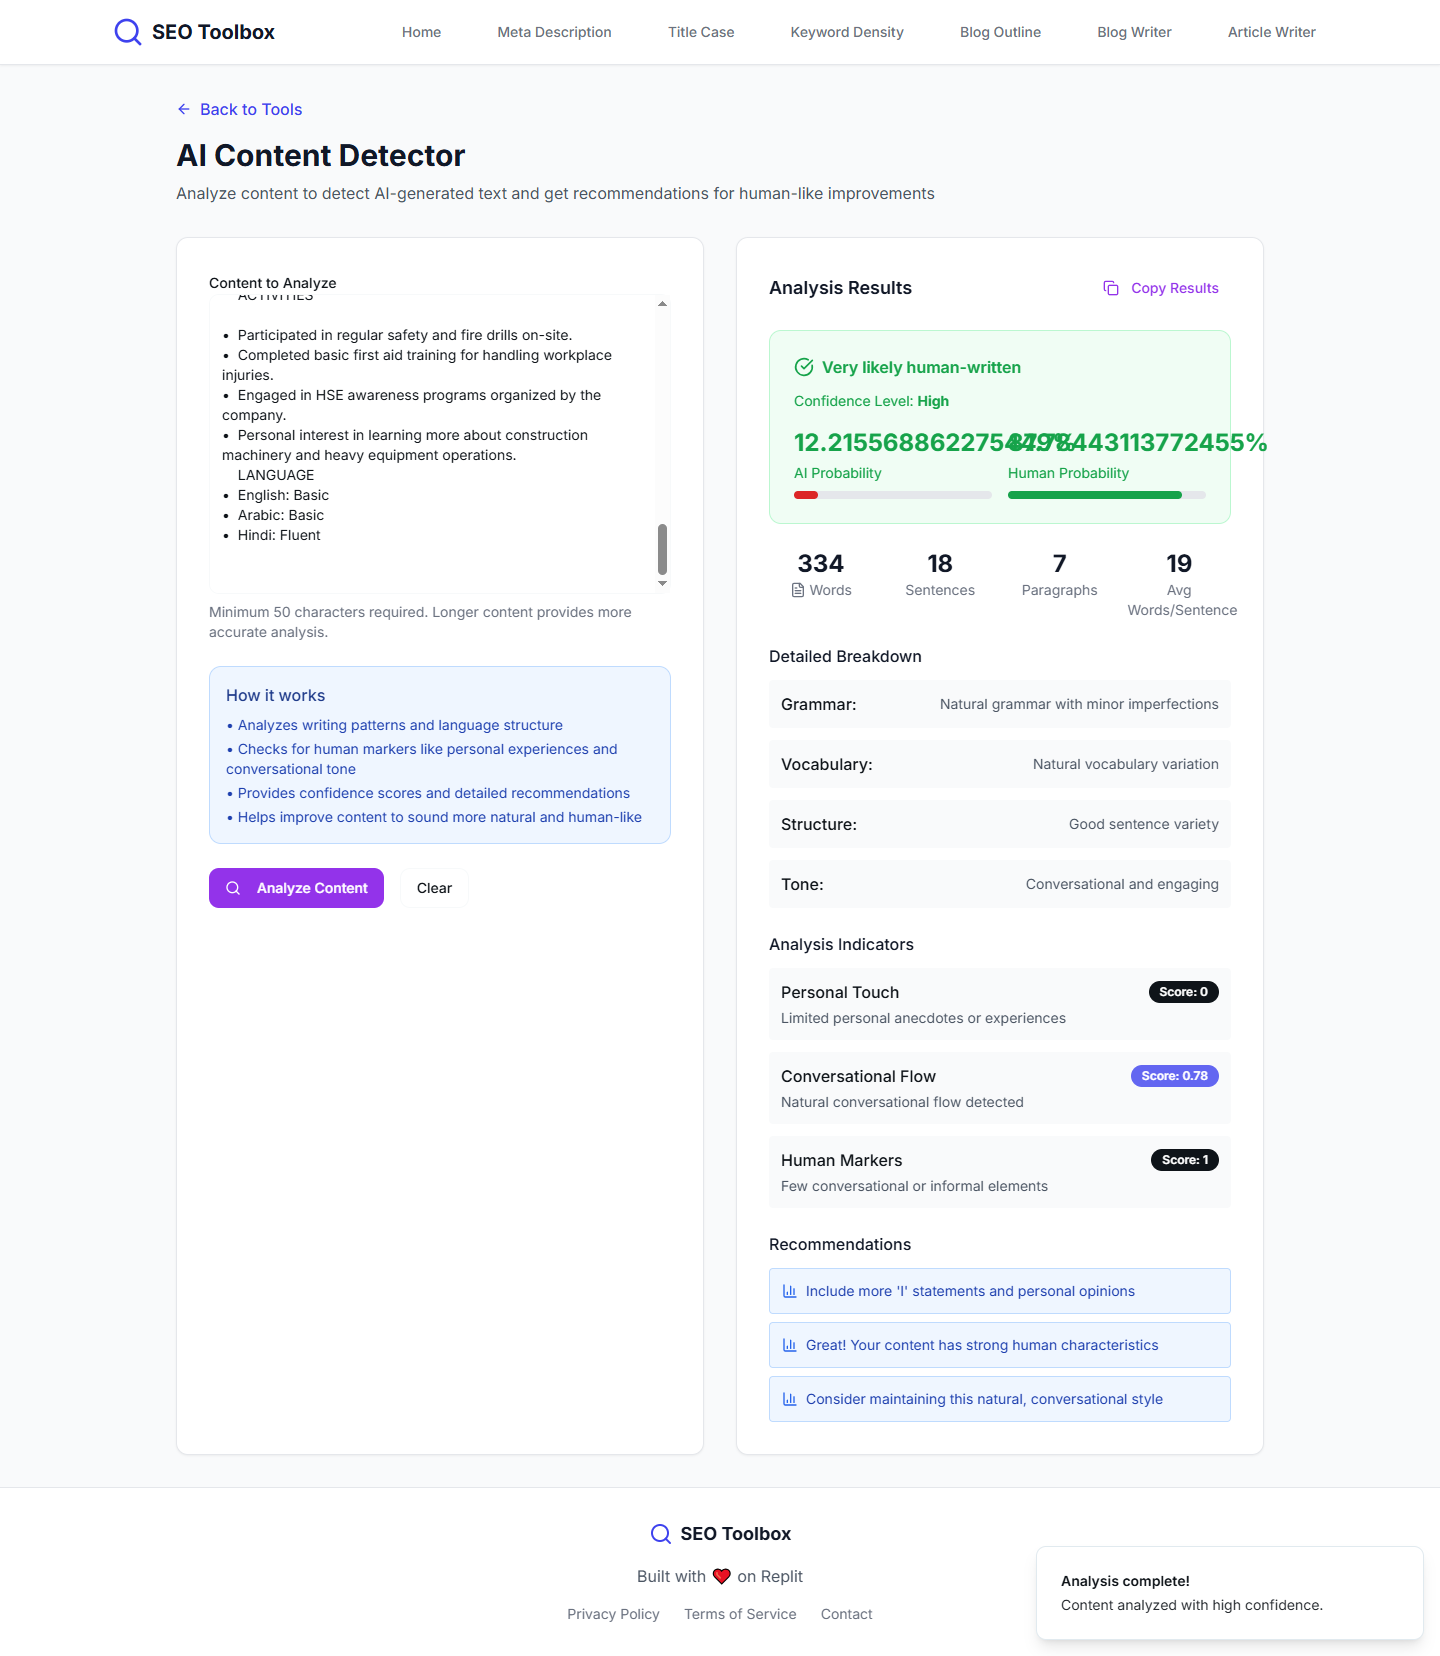 SEO Toolbox
Home
Meta Description
Title Case
Keyword Density
Blog Outline
Blog Writer
Article Writer
Back to Tools
AI Content Detector
Analyze content to detect AI-generated text and get recommendations for human-like improvements
Content to Analyze
ACTIVITIES
• Participated in regular safety and fire drills on-site.
• Completed basic first aid training for handling workplace
injuries.
• Engaged in HSE awareness programs organized by the
company.
• Personal interest in learning more about construction
machinery and heavy equipment operations.
LANGUAGE
• English: Basic
• Arabic: Basic
• Hindi: Fluent
Minimum 50 characters required. Longer content provides more
accurate analysis.
How it works
• Analyzes writing patterns and language structure
• Checks for human markers like personal experiences and
conversational tone
• Provides confidence scores and detailed recommendations
• Helps improve content to sound more natural and human-like
Analyze Content
Clear
Analysis Results
Copy Results
Very likely human-written
Confidence Level: High
AI Probability
Human Probability
334
Words
18
Sentences
7
Paragraphs
19
Avg
Words/Sentence
Detailed Breakdown
Grammar:
Natural grammar with minor imperfections
Vocabulary:
Natural vocabulary variation
Structure:
Good sentence variety
Tone:
Conversational and engaging
Analysis Indicators
Personal Touch
Score: 0
Limited personal anecdotes or experiences
Conversational Flow
Score: 0.78
Natural conversational flow detected
Human Markers
Score: 1
Few conversational or informal elements
Recommendations
Include more 'I' statements and personal opinions
Great! Your content has strong human characteristics
Consider maintaining this natural, conversational style
SEO Toolbox
Built with ❤️ on Replit
Privacy Policy
Terms of Service
Contact
Analysis complete!
Content analyzed with high confidence.